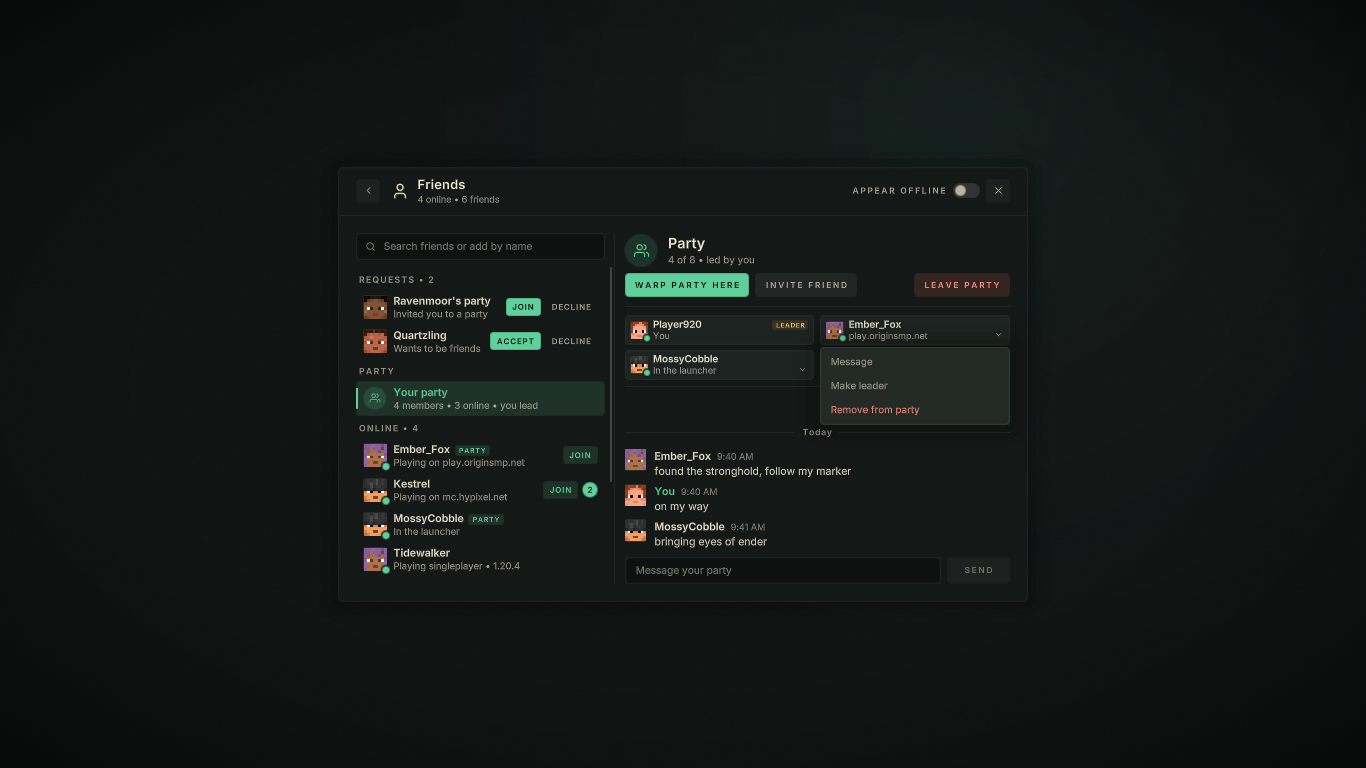 Friends
4 online • 6 friends
APPEAR OFFLINE
Search friends or add by name
REQUESTS • 2
Ravenmoor's party
Invited you to a party
JOIN
DECLINE
Quartzling
Wants to be friends
ACCEPT
DECLINE
PARTY
Your party
4 members • 3 online • you lead
ONLINE • 4
Ember_Fox PARTY
Playing on play.originsmp.net
JOIN
Kestrel
Playing on mc.hypixel.net
JOIN
2
MossyCobble PARTY
In the launcher
Tidewalker
Playing singleplayer • 1.20.4
Party
4 of 8 • led by you
WARP PARTY HERE
INVITE FRIEND
LEAVE PARTY
Player920
You
LEADER
Ember_Fox
play.originsmp.net
MossyCobble
In the launcher
Message
Make leader
Remove from party
Today
Ember_Fox 9:40 AM
found the stronghold, follow my marker
You 9:40 AM
on my way
MossyCobble 9:41 AM
bringing eyes of ender
Message your party
SEND